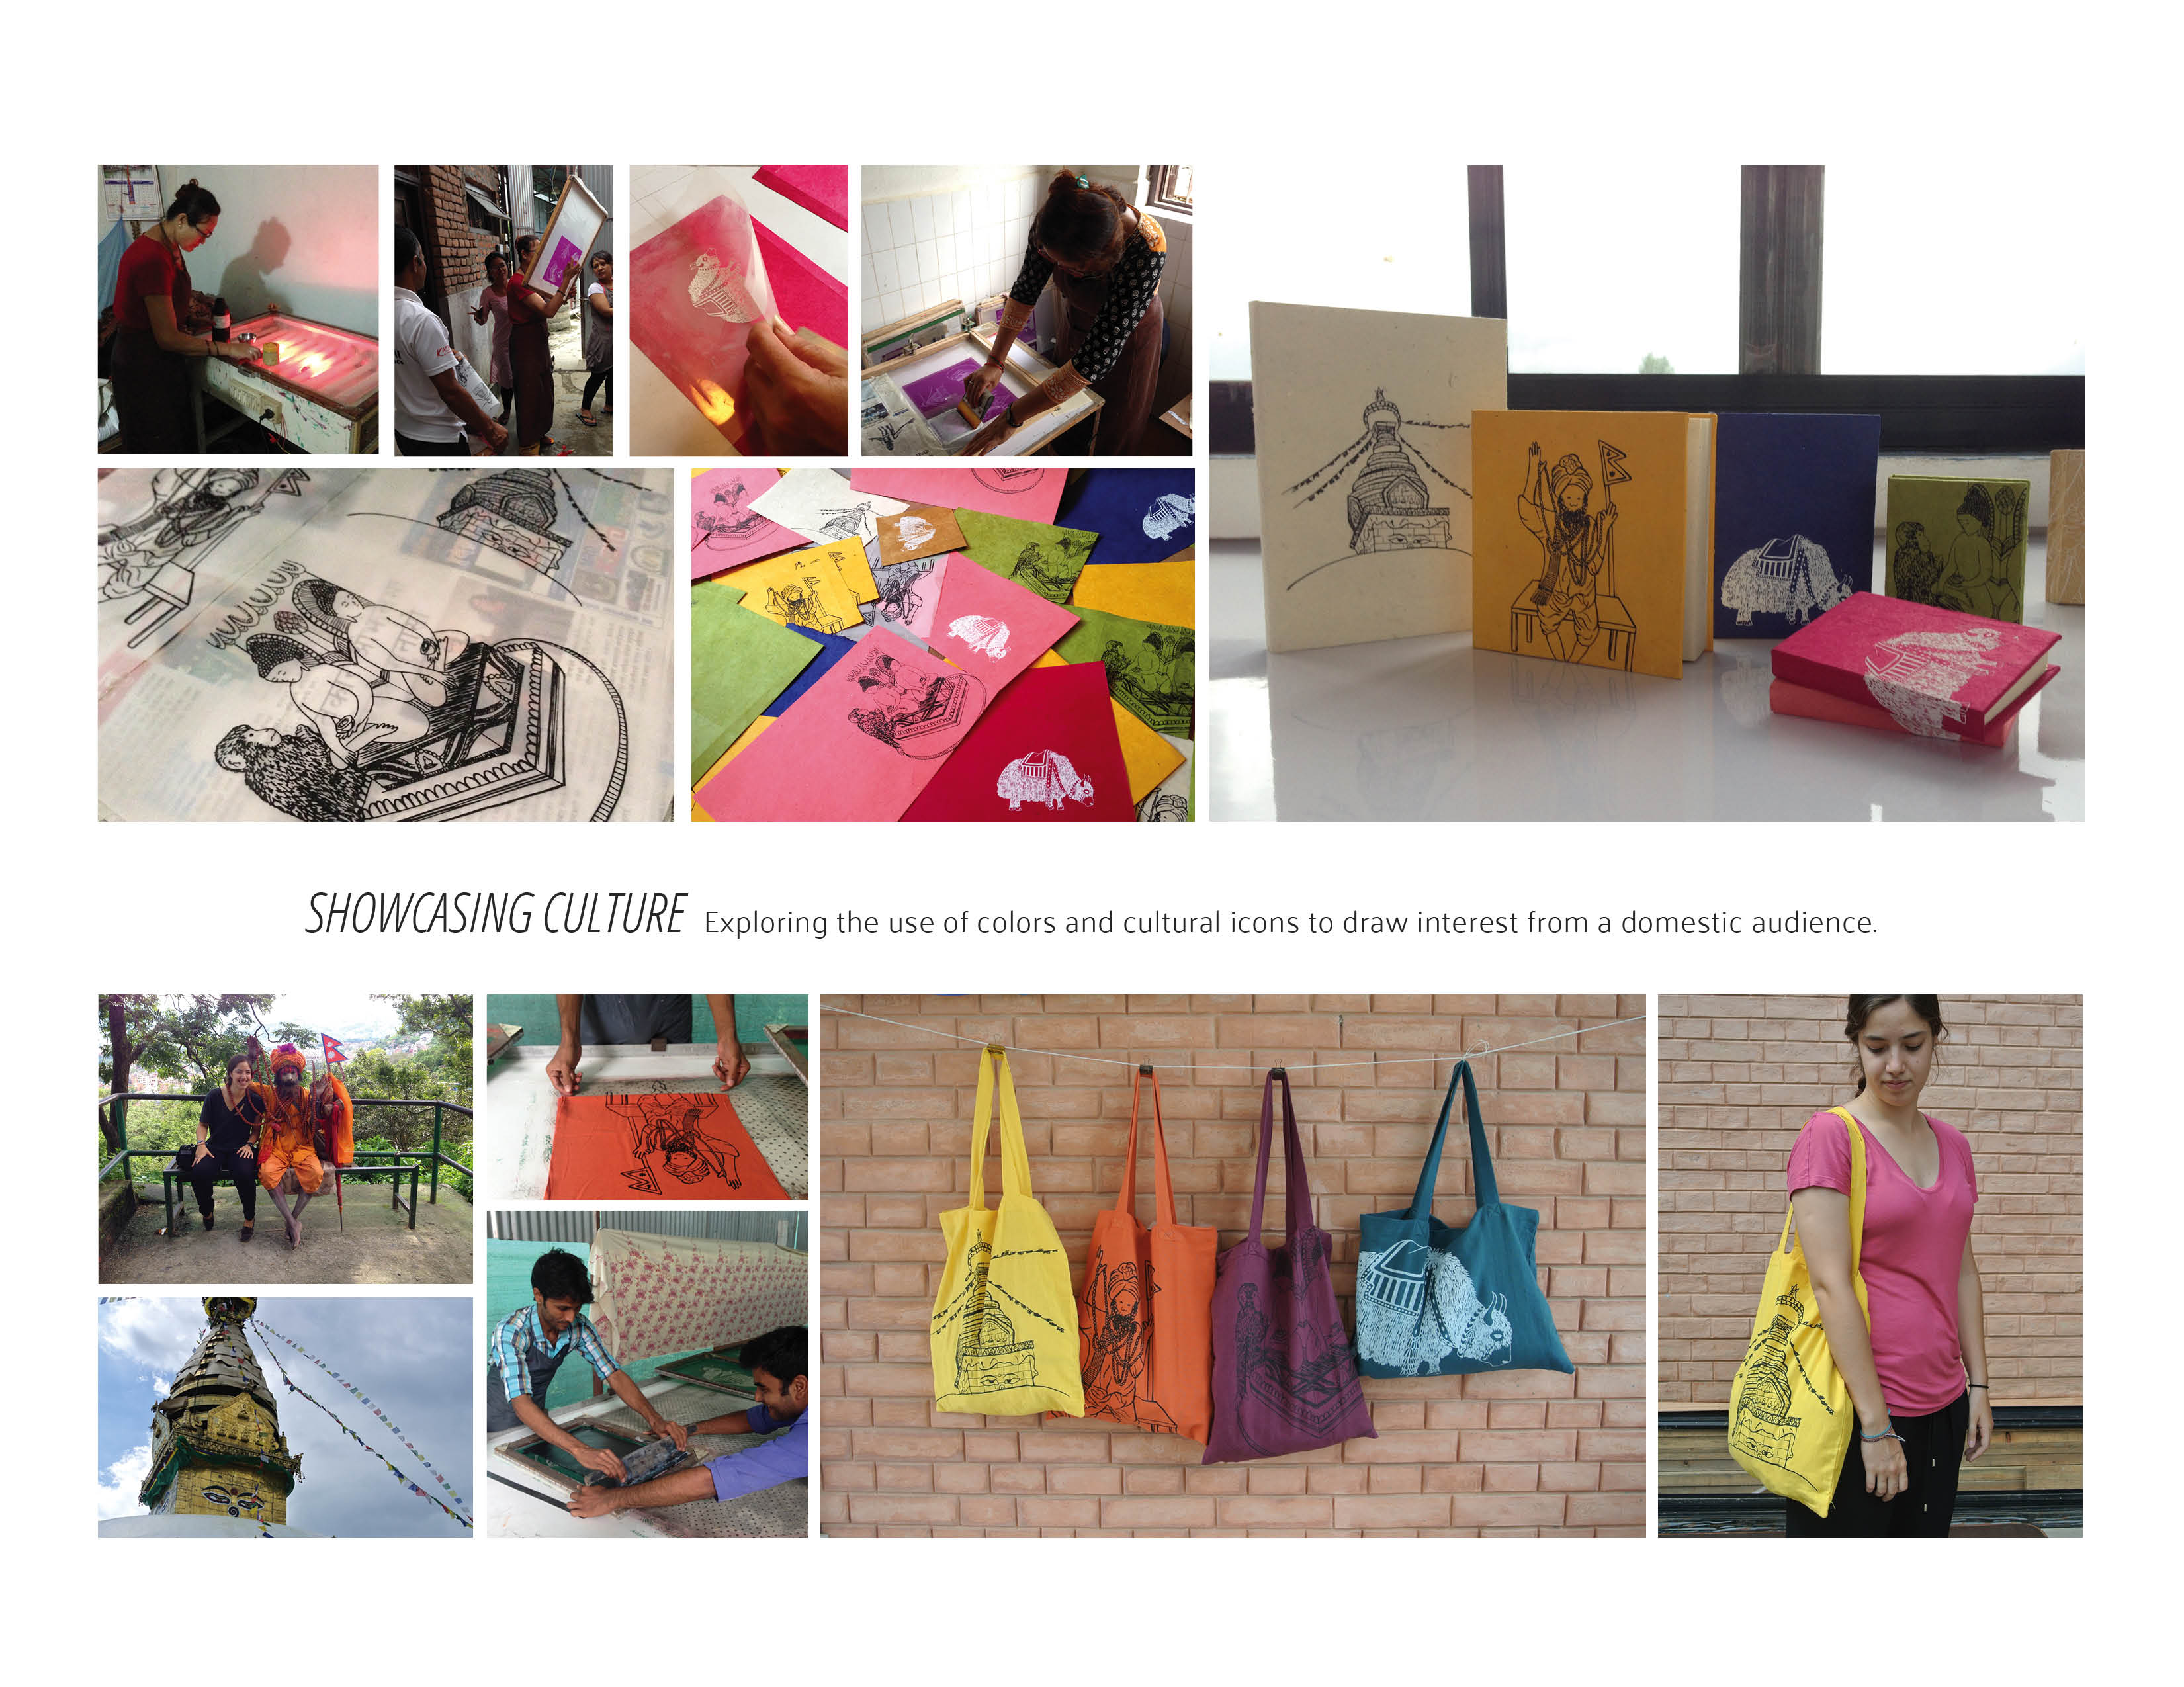 SHOWCASING CULTURE Exploring the use of colors and cultural icons to draw interest from a domestic audience.